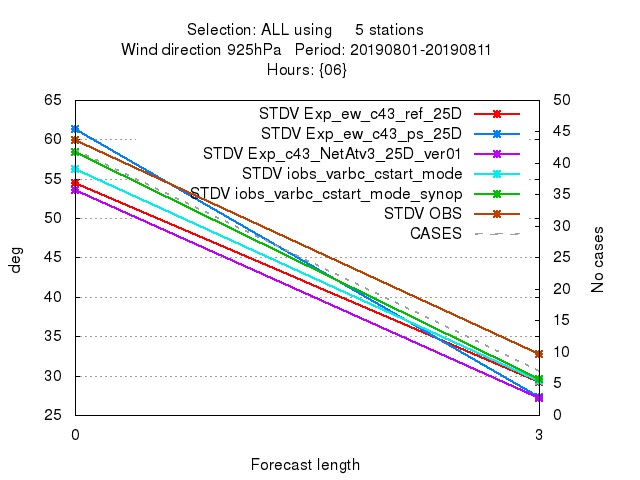 Selection: ALL using 5 stations
Wind direction 925hPa Period: 20190801-20190811
Hours: {06}
STDV Exp_ew_c43_ref_25D
STDV Exp_ew_c43_ps_25D
STDV Exp_c43_NetAtv3_25D_ver01
STDV iobs_varbc_cstart_mode
STDV iobs_varbc_cstart_mode_synop
STDV OBS
CASES
65
60
55
50
45
40
35
30
25
deg
50
45
40
35
30
25
20
15
10
5
0
No cases
0 3
Forecast length